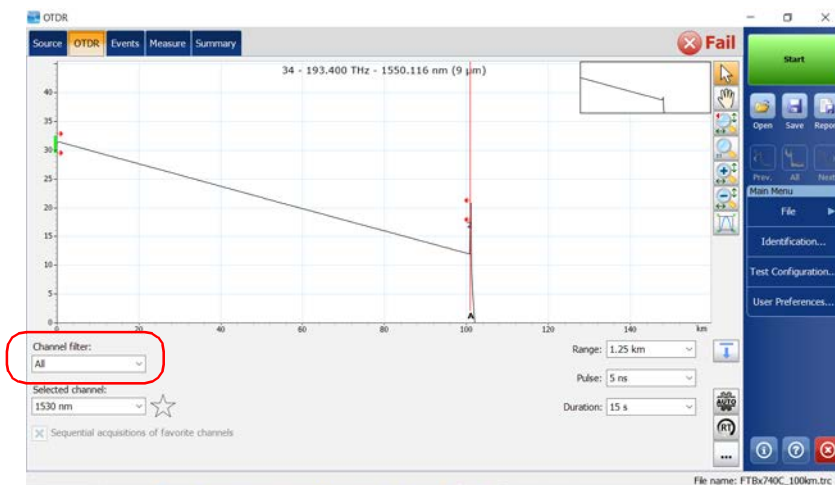 OTDR
Source OTDR Events Measure Summary
Fail
34 - 193.400 THz - 1550.116 nm (9 µm)
40
35
30
25
20
15
10
5
0
0 20 40 60 80 100 120 140 km
A
Channel filter:
All
Selected channel:
1530 nm
Sequential acquisitions of favorite channels
Range: 1.25 km
Pulse: 5 ns
Duration: 15 s
AUTO
RT
Start
Open Save Repor
Prev. All Next
Main Menu
File
Identification...
Test Configuration...
User Preferences...
File name: FTBx740C_100km.trc